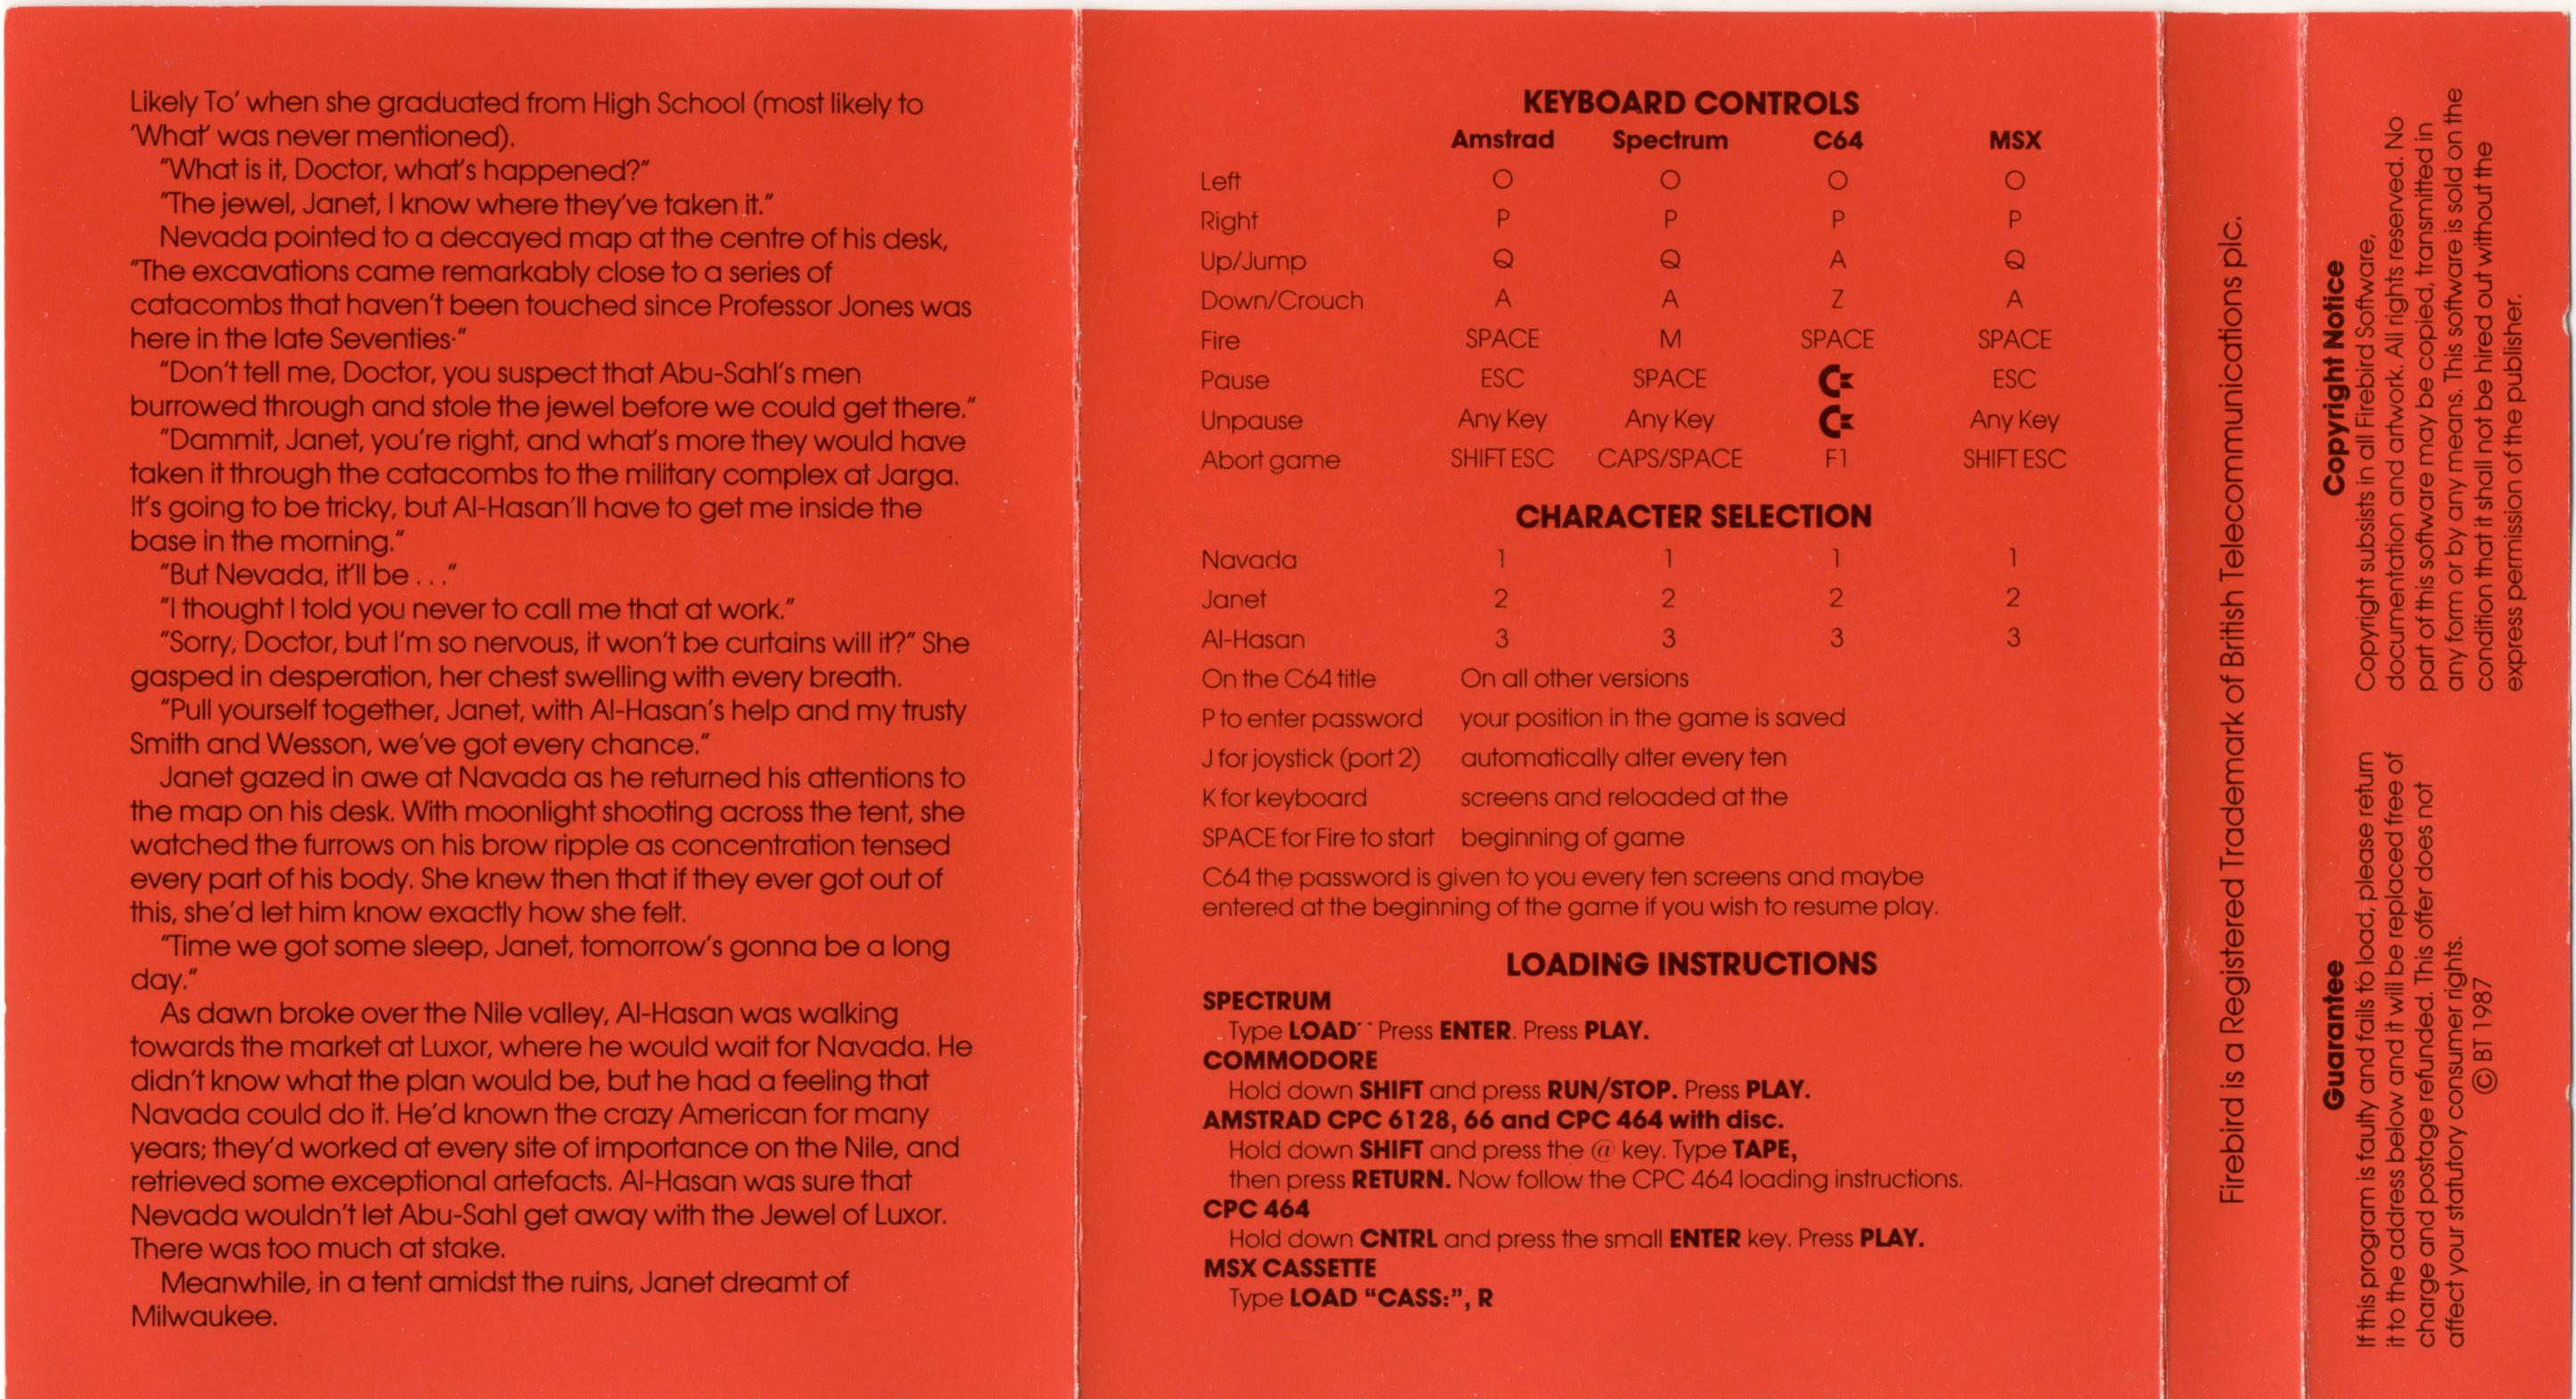 Likely To' when she graduated from High School (most likely to
'What' was never mentioned).
"What is it, Doctor, what's happened?"
"The jewel, Janet, I know where they've taken it."
Nevada pointed to a decayed map at the centre of his desk,
"The excavations came remarkably close to a series of
catacombs that haven't been touched since Professor Jones was
here in the late Seventies."
"Don't tell me, Doctor, you suspect that Abu-Sahl's men
burrowed through and stole the jewel before we could get there."
"Dammit, Janet, you're right, and what's more they would have
taken it through the catacombs to the military complex at Jarga.
It's going to be tricky, but Al-Hasan'll have to get me inside the
base in the morning."
"But Nevada, it'll be . . ."
"I thought I told you never to call me that at work."
"Sorry, Doctor, but I'm so nervous, it won't be curtains will it?" She
gasped in desperation, her chest swelling with every breath.
"Pull yourself together, Janet, with Al-Hasan's help and my trusty
Smith and Wesson, we've got every chance."
Janet gazed in awe at Navada as he returned his attentions to
the map on his desk. With moonlight shooting across the tent, she
watched the furrows on his brow ripple as concentration tensed
every part of his body. She knew then that if they ever got out of
this, she'd let him know exactly how she felt.
"Time we got some sleep, Janet, tomorrow's gonna be a long
day."
As dawn broke over the Nile valley, Al-Hasan was walking
towards the market at Luxor, where he would wait for Navada. He
didn't know what the plan would be, but he had a feeling that
Navada could do it. He'd known the crazy American for many
years; they'd worked at every site of importance on the Nile, and
retrieved some exceptional artefacts. Al-Hasan was sure that
Nevada wouldn't let Abu-Sahl get away with the Jewel of Luxor.
There was too much at stake.
Meanwhile, in a tent amidst the ruins, Janet dreamt of
Milwaukee.
KEYBOARD CONTROLS
Amstrad Spectrum C64 MSX
Left O O O O
Right P P P P
Up/Jump Q Q A Q
Down/Crouch A A Z A
Fire SPACE M SPACE SPACE
Pause ESC SPACE ESC
Unpause Any Key Any Key Any Key
Abort game SHIFT ESC CAPS/SPACE F1 SHIFT ESC
CHARACTER SELECTION
Navada 1 1 1 1
Janet 2 2 2 2
Al-Hasan 3 3 3 3
On the C64 title On all other versions
P to enter password your position in the game is saved
J for joystick (port 2) automatically alter every ten
K for keyboard screens and reloaded at the
SPACE for Fire to start beginning of game
C64 the password is given to you every ten screens and maybe
entered at the beginning of the game if you wish to resume play.
LOADING INSTRUCTIONS
SPECTRUM
Type LOAD" " Press ENTER. Press PLAY.
COMMODORE
Hold down SHIFT and press RUN/STOP. Press PLAY.
AMSTRAD CPC 6128, 66 and CPC 464 with disc.
Hold down SHIFT and press the @ key. Type TAPE,
then press RETURN. Now follow the CPC 464 loading instructions.
CPC 464
Hold down CNTRL and press the small ENTER key. Press PLAY.
MSX CASSETTE
Type LOAD "CASS:", R
Firebird is a Registered Trademark of British Telecommunications plc.
Copyright Notice
Copyright subsists in all Firebird Software,
documentation and artwork. All rights reserved. No
part of this software may be copied, transmitted in
any form or by any means. This software is sold on the
condition that it shall not be hired out without the
express permission of the publisher.
Guarantee
If this program is faulty and fails to load, please return
it to the address below and it will be replaced free of
charge and postage refunded. This offer does not
affect your statutory consumer rights.
© BT 1987